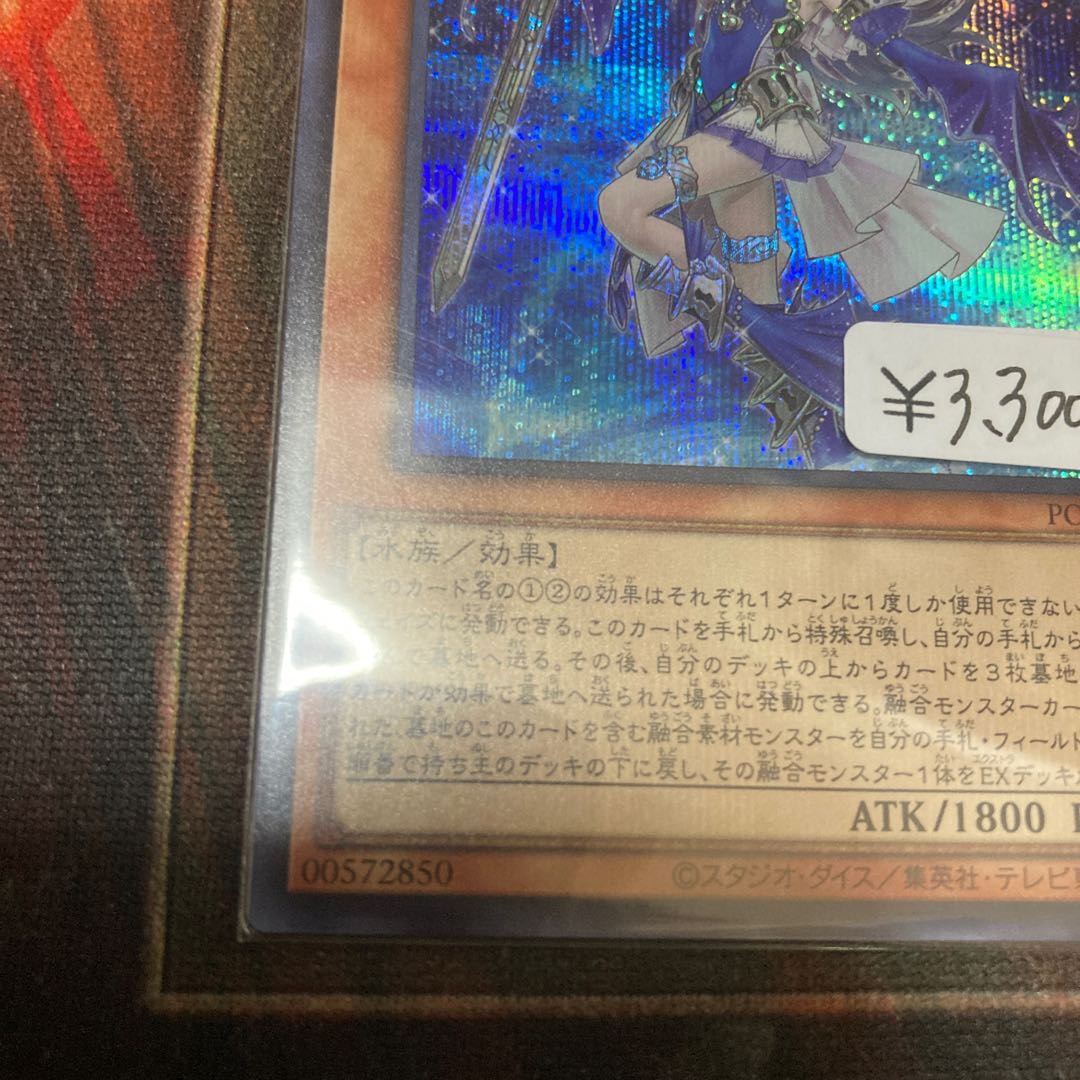 ¥3,300
PC
【水族／効果】
このカード名の①②の効果はそれぞれ1ターンに1度しか使用できない
に発動できる。このカードを手札から特殊召喚し、自分の手札から
で墓地へ送る。その後、自分のデッキの上からカードを3枚墓地
カードが効果で墓地へ送られた場合に発動できる。融合モンスターカー
れた、墓地のこのカードを含む融合素材モンスターを自分の手札・フィールド
順番で持ち主のデッキの下に戻し、その融合モンスター1体をEXデッキ
ATK/1800
00572850
©スタジオ・ダイス／集英社・テレビ